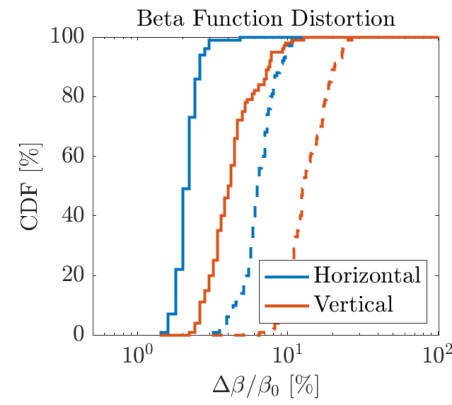 Beta Function Distortion
CDF [%]
100
80
60
40
20
0
Horizontal
Vertical
10^0
10^1
10^2
Δβ/β_0 [%]